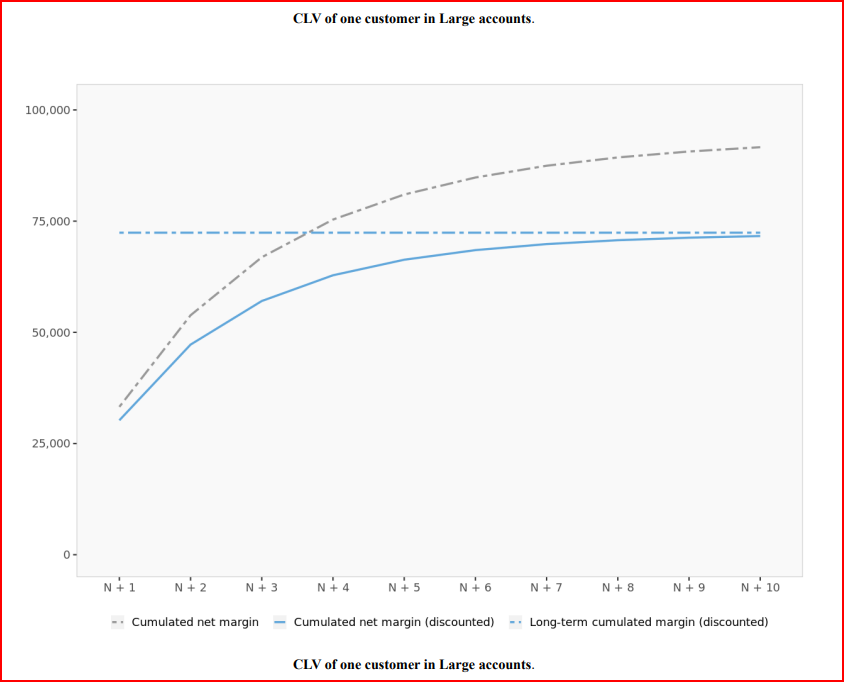 CLV of one customer in Large accounts.
100,000
75,000
50,000
25,000
0
N + 1 N + 2 N + 3 N + 4 N + 5 N + 6 N + 7 N + 8 N + 9 N + 10
Cumulated net margin Cumulated net margin (discounted) Long-term cumulated margin (discounted)
CLV of one customer in Large accounts.